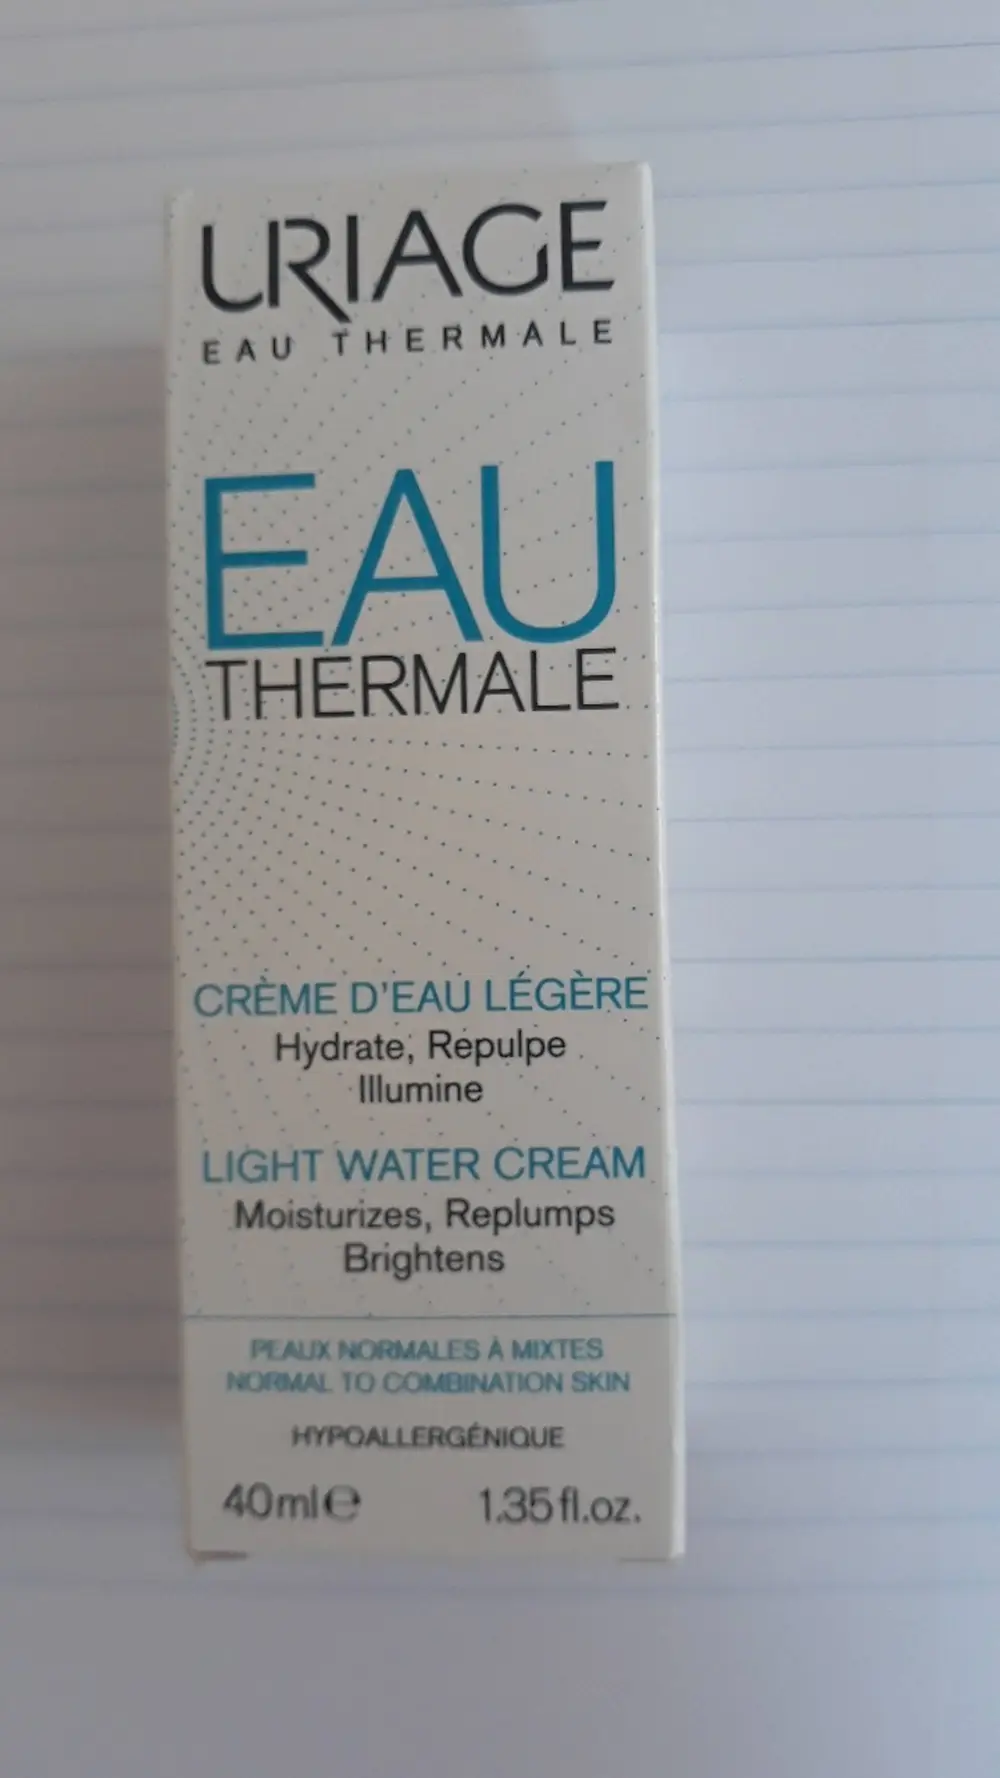 URIAGE
EAU THERMALE
EAU
THERMALE
CRÈME D'EAU LÉGÈRE
Hydrate, Repulpe
Illumine
LIGHT WATER CREAM
Moisturizes, Replumps
Brightens
PEAUX NORMALES À MIXTES
NORMAL TO COMBINATION SKIN
HYPOALLERGÉNIQUE
40ml℮ 1.35fl.oz.